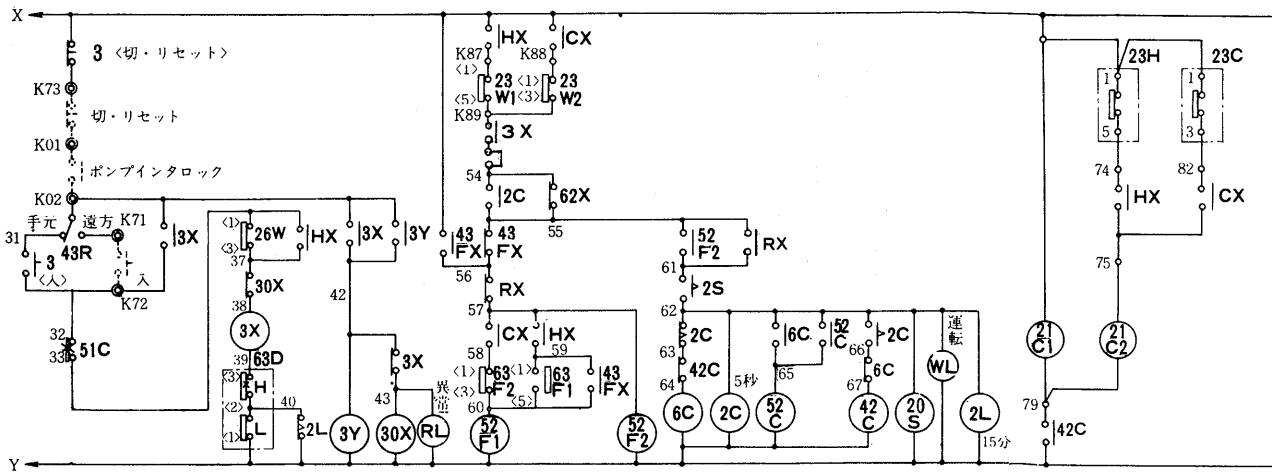 X
3 〈切・リセット〉
K73
切・リセット
K01
ポンプインタロック
K02
手元 遠方 K71
31
43R
3
〈入〉
入
K72
3X
32
33
51C
〈1〉
26W
〈3〉
37
HX
30X
38
3X
39
63D
〈3〉
H
〈2〉
40
L
〈1〉
2L
3X
3Y
42
3X
43
異常
3Y
30X
RL
Y
HX
CX
K87
K88
〈1〉
23
W1
〈5〉
〈1〉
23
W2
〈3〉
K89
3X
54
2C
62X
55
43
FX
43
FX
56
RX
57
CX
HX
58
59
〈1〉
63
F2
〈3〉
〈1〉
63
F1
〈5〉
43
FX
60
52
F1
52
F2
52
F2
RX
61
2S
62
2C
63
42C
64
6C
5秒
2C
6C
52
C
65
52
C
2C
66
6C
67
42
C
20
S
運転
WL
2L
15分
23H
23C
1
5
1
3
74
82
HX
CX
75
21
C1
21
C2
79
42C